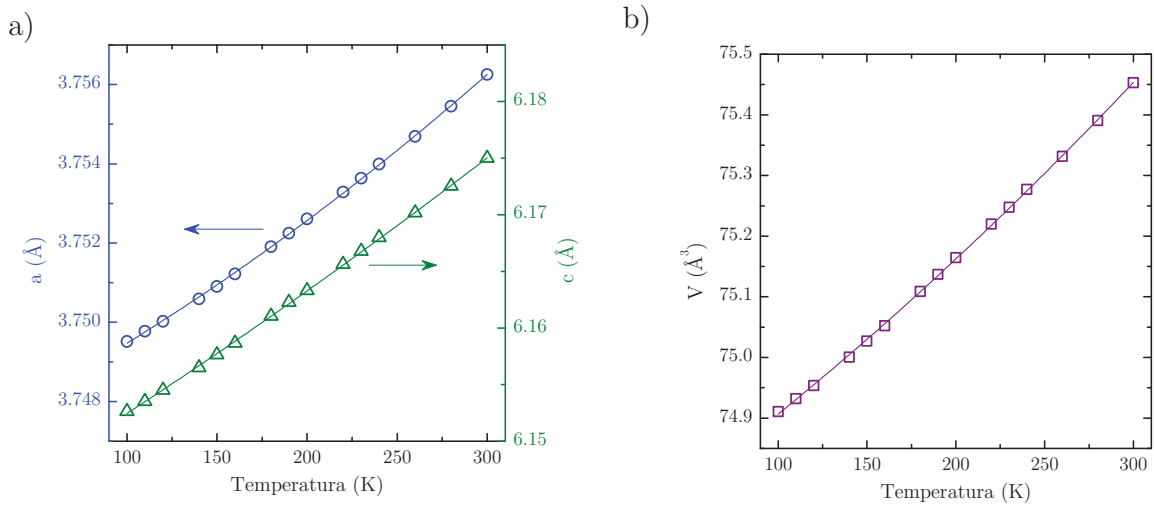 a)
3.756
3.754
3.752
3.750
3.748
a (Å)
6.18
6.17
6.16
6.15
c (Å)
100 150 200 250 300
Temperatura (K)
b)
75.5
75.4
75.3
75.2
75.1
75.0
74.9
V (Å³)
100 150 200 250 300
Temperatura (K)